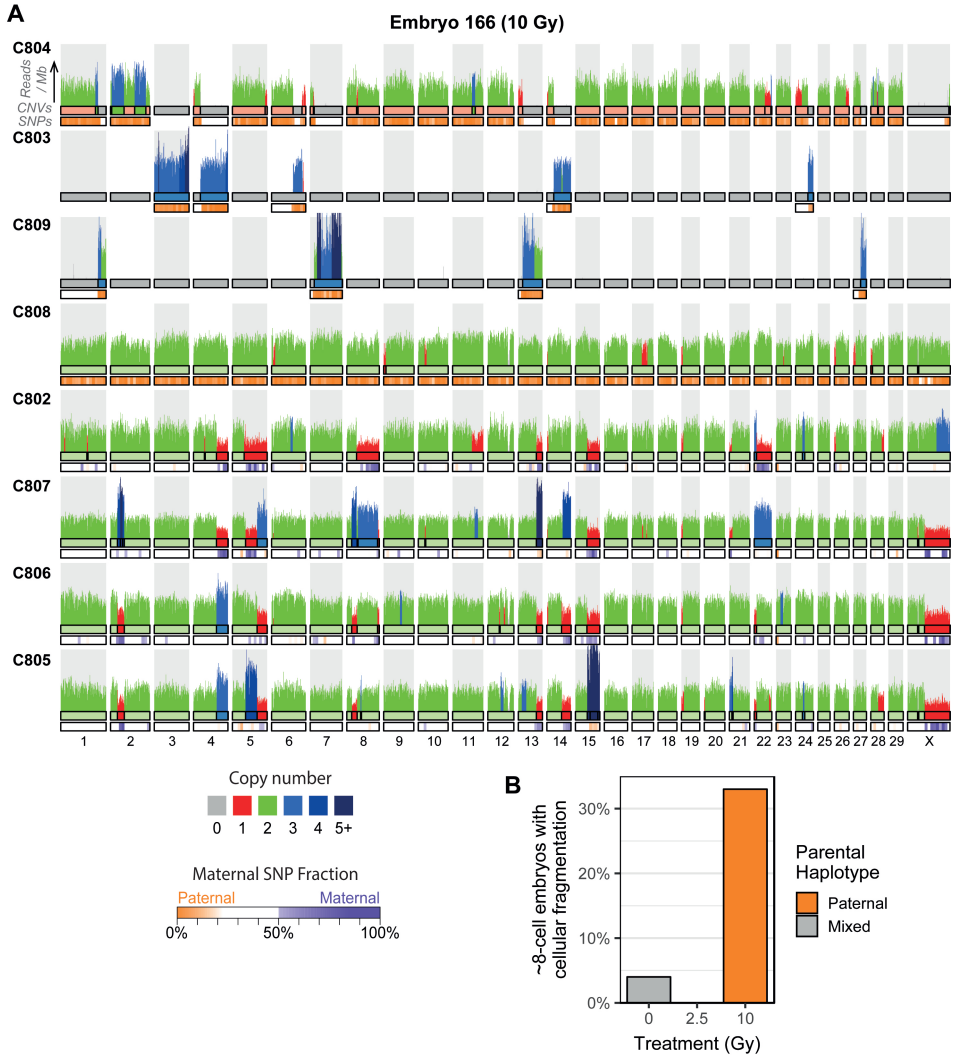 A
Embryo 166 (10 Gy)
C804
Reads
/ Mb
CNVs
SNPs
C803
C809
C808
C802
C807
C806
C805
1 2 3 4 5 6 7 8 9 10 11 12 13 14 15 16 17 18 19 20 21 22 23 24 25 26 27 28 29 X
Copy number
0 1 2 3 4 5+
Maternal SNP Fraction
Paternal Maternal
0% 50% 100%
B
~8-cell embryos with
cellular fragmentation
30%
20%
10%
0%
0 2.5 10
Treatment (Gy)
Parental
Haplotype
Paternal
Mixed